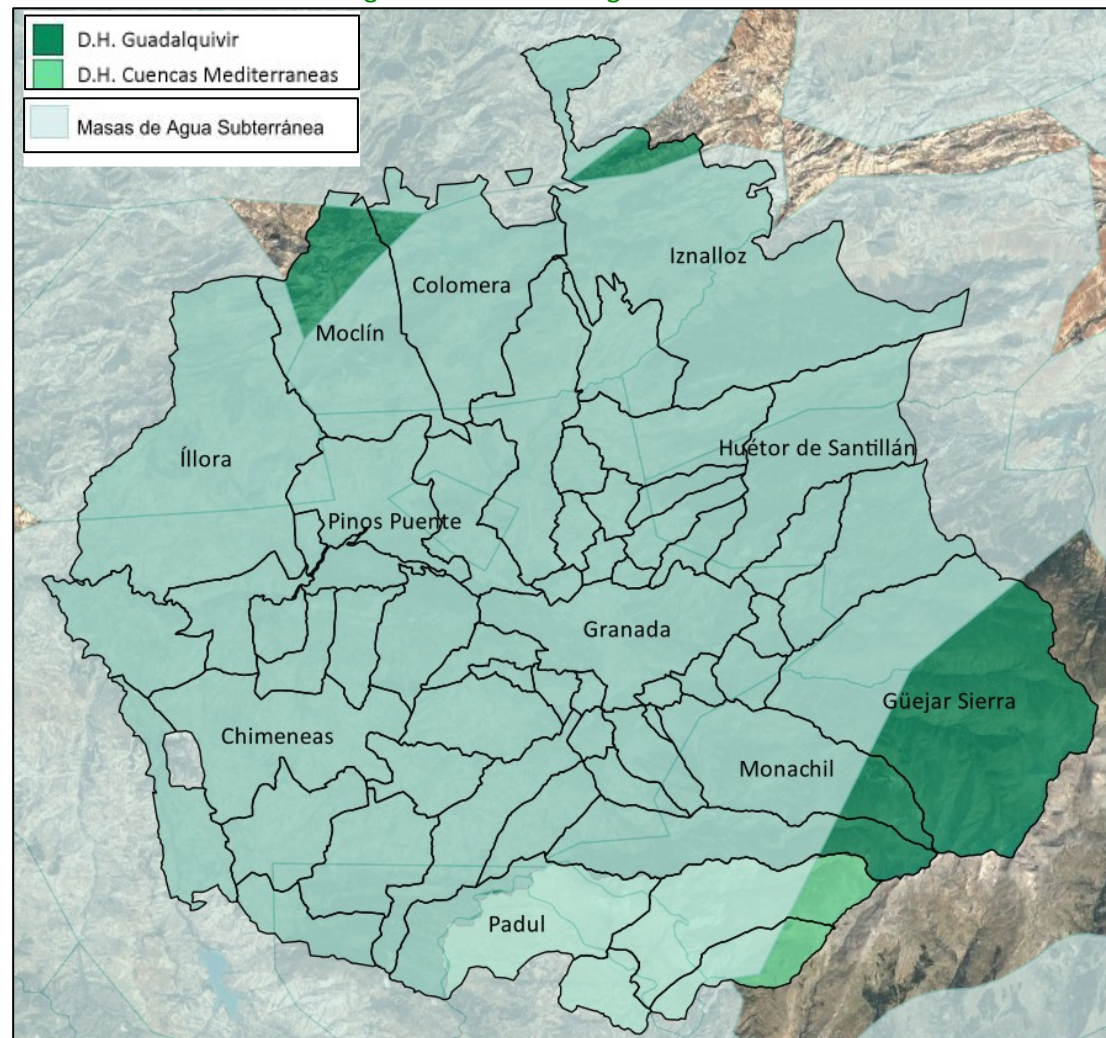 D.H. Guadalquivir
D.H. Cuencas Mediterraneas
Masas de Agua Subterránea
Iznalloz
Colomera
Moclín
Huétor de Santillán
Íllora
Pinos Puente
Granada
Güejar Sierra
Chimeneas
Monachil
Padul